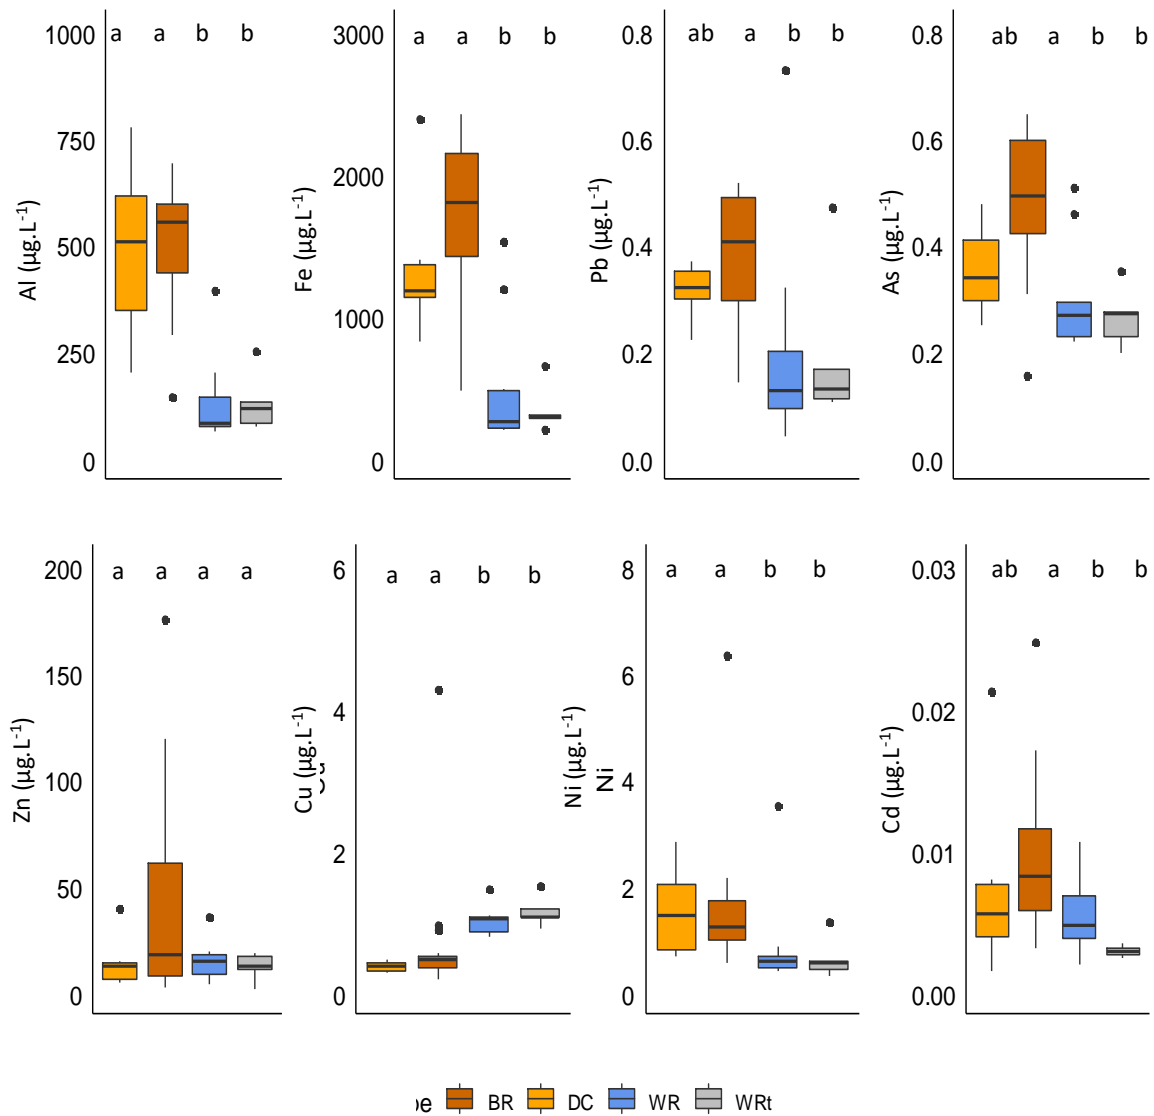 1000 a a b b
750
500
250
0
Al (µg.L-1)
3000 a a b b
2000
1000
0
Fe (µg.L-1)
0.8 ab a b b
0.6
0.4
0.2
0.0
Pb (µg.L-1)
0.8 ab a b b
0.6
0.4
0.2
0.0
As (µg.L-1)
200 a a a a
150
100
50
0
Zn (µg.L-1)
6 a a b b
4
2
0
Cu (µg.L-1)
8 a a b b
6
4
2
0
Ni (µg.L-1)
Ni
0.03 ab a b b
0.02
0.01
0.00
Cd (µg.L-1)
BR DC WR WRt